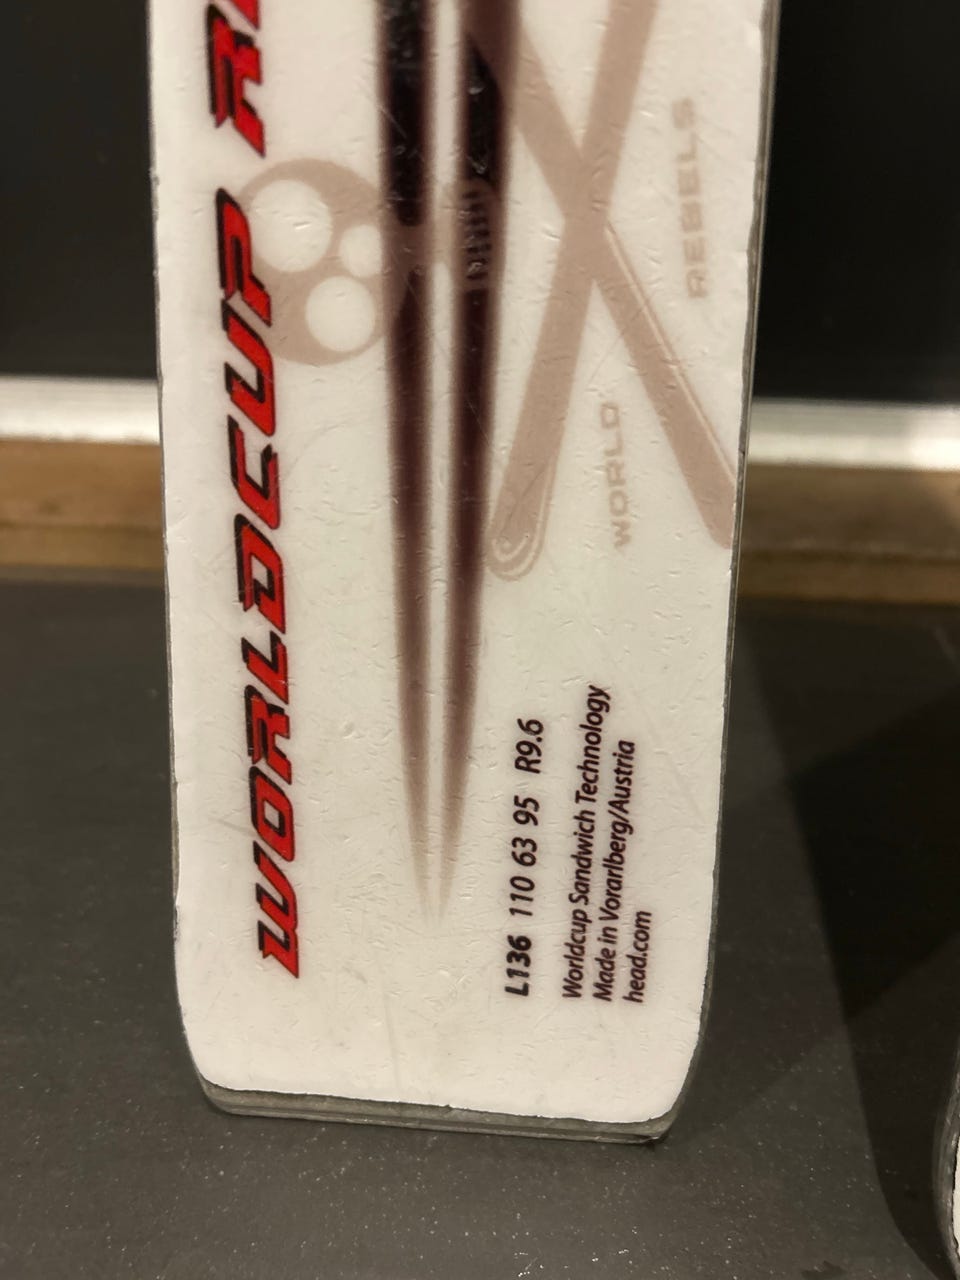 WORLDCUP
REBELS
WORLD
L136 110 63 95 R9.6
Worldcup Sandwich Technology
Made in Vorarlberg/Austria
head.com